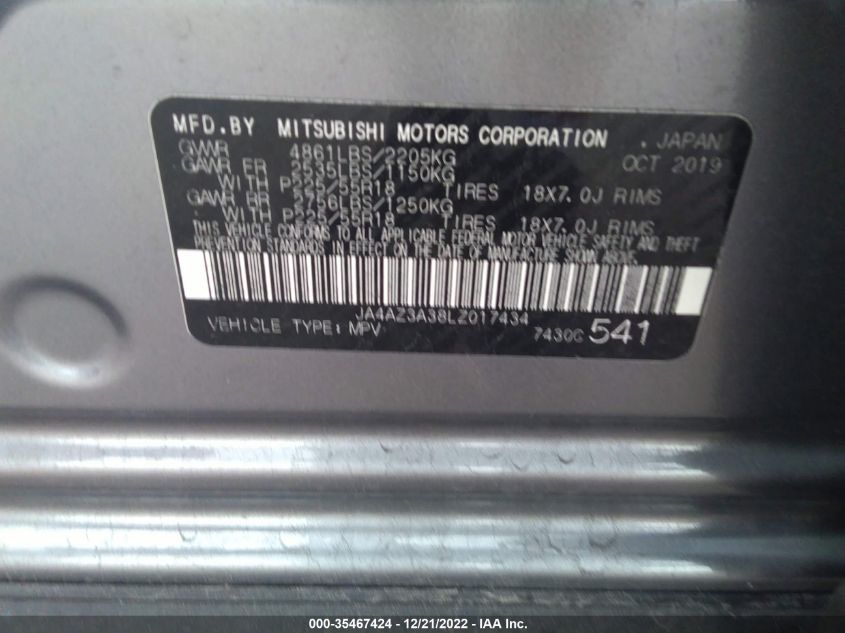 MFD.BY MITSUBISHI MOTORS CORPORATION . JAPAN
GVWR 4861LBS/2205KG OCT 2019
GAWR FR 2535LBS/1150KG
WITH P225/55R18 TIRES 18X7.0J RIMS
GAWR RR 2756LBS/1250KG
WITH P225/55R18 TIRES 18X7.0J RIMS
THIS VEHICLE CONFORMS TO ALL APPLICABLE FEDERAL MOTOR VEHICLE SAFETY AND THEFT
PREVENTION STANDARDS IN EFFECT ON THE DATE OF MANUFACTURE SHOWN ABOVE.
JA4AZ3A38LZ017434
VEHICLE TYPE: MPV 7430G 541
000-35467424 - 12/21/2022 - IAA Inc.